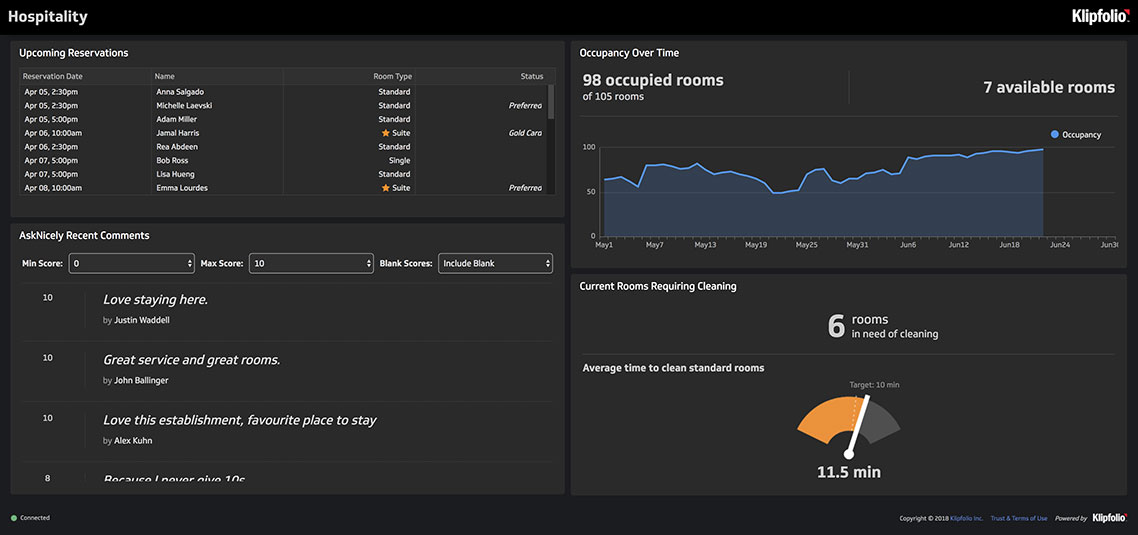 Hospitality
Klipfolio
Upcoming Reservations
Reservation Date Name Room Type Status
Apr 05, 2:30pm Anna Salgado Standard
Apr 05, 2:30pm Michelle Laevski Standard Preferred
Apr 05, 5:00pm Adam Miller Standard
Apr 06, 10:00am Jamal Harris Suite Gold Card
Apr 06, 2:30pm Rea Abdeen Standard
Apr 07, 5:00pm Bob Ross Single
Apr 07, 5:00pm Lisa Hueng Standard
Apr 08, 10:00am Emma Lourdes Suite Preferred
AskNicely Recent Comments
Min Score: 0 Max Score: 10 Blank Scores: Include Blank
10 Love staying here.
by Justin Waddell
10 Great service and great rooms.
by John Ballinger
10 Love this establishment, favourite place to stay
by Alex Kuhn
8 Because I never give 10s
Occupancy Over Time
98 occupied rooms
of 105 rooms
7 available rooms
Occupancy
100
50
0
May1 May7 May13 May19 May25 May31 Jun6 Jun12 Jun18 Jun24 Jun30
Current Rooms Requiring Cleaning
6 rooms
in need of cleaning
Average time to clean standard rooms
Target: 10 min
11.5 min
Connected
Copyright © 2018 Klipfolio Inc. Trust & Terms of Use Powered by Klipfolio